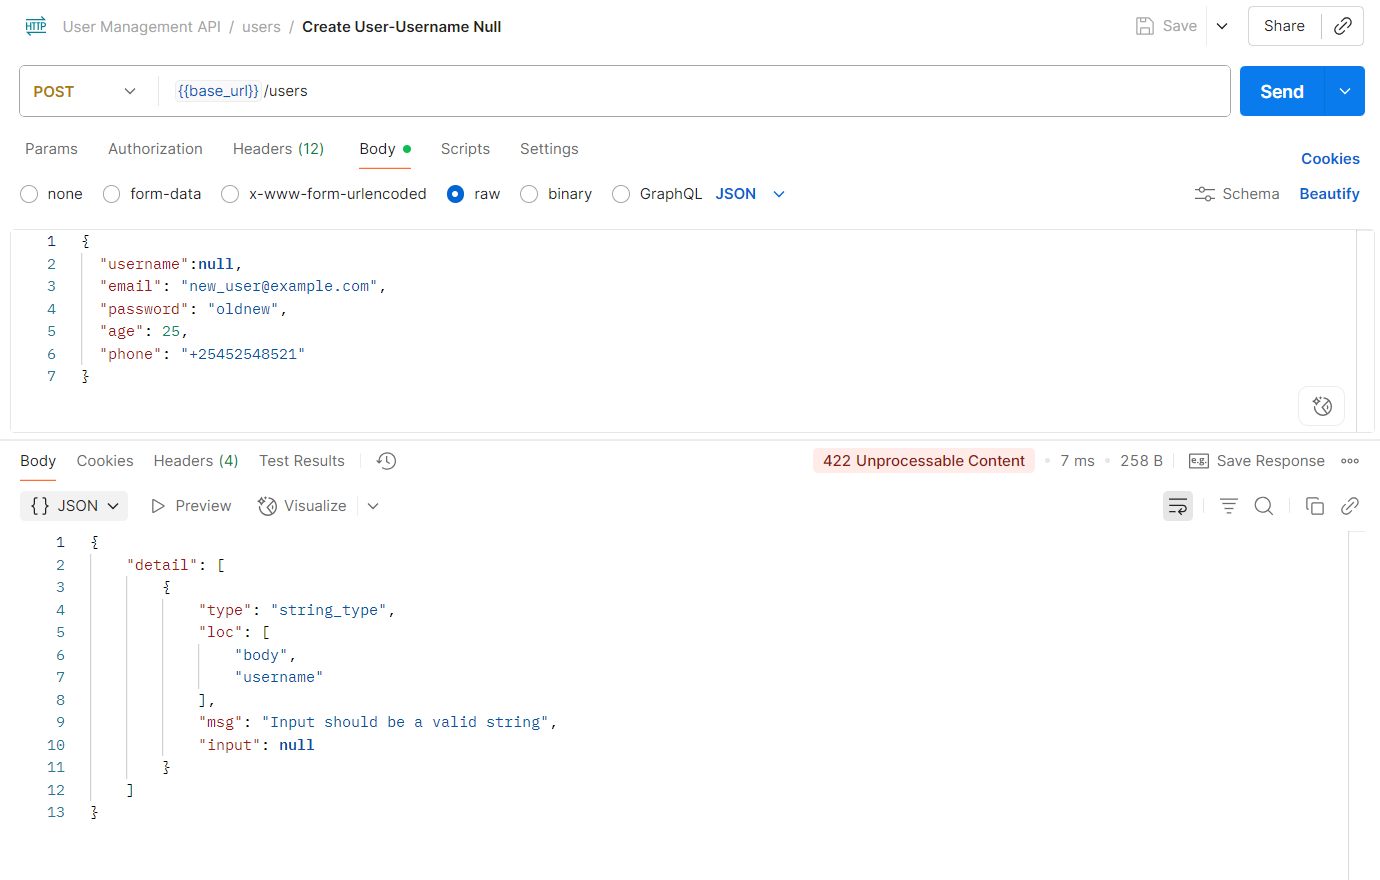 HTTP User Management API / users / Create User-Username Null Save Share
POST {{base_url}} /users Send
Params Authorization Headers (12) Body Scripts Settings Cookies
none form-data x-www-form-urlencoded raw binary GraphQL JSON Schema Beautify
1 {
2 "username":null,
3 "email": "new_user@example.com",
4 "password": "oldnew",
5 "age": 25,
6 "phone": "+25452548521"
7 }
Body Cookies Headers (4) Test Results 422 Unprocessable Content • 7 ms • 258 B e.g. Save Response
{} JSON Preview Visualize
1 {
2 "detail": [
3 {
4 "type": "string_type",
5 "loc": [
6 "body",
7 "username"
8 ],
9 "msg": "Input should be a valid string",
10 "input": null
11 }
12 ]
13 }